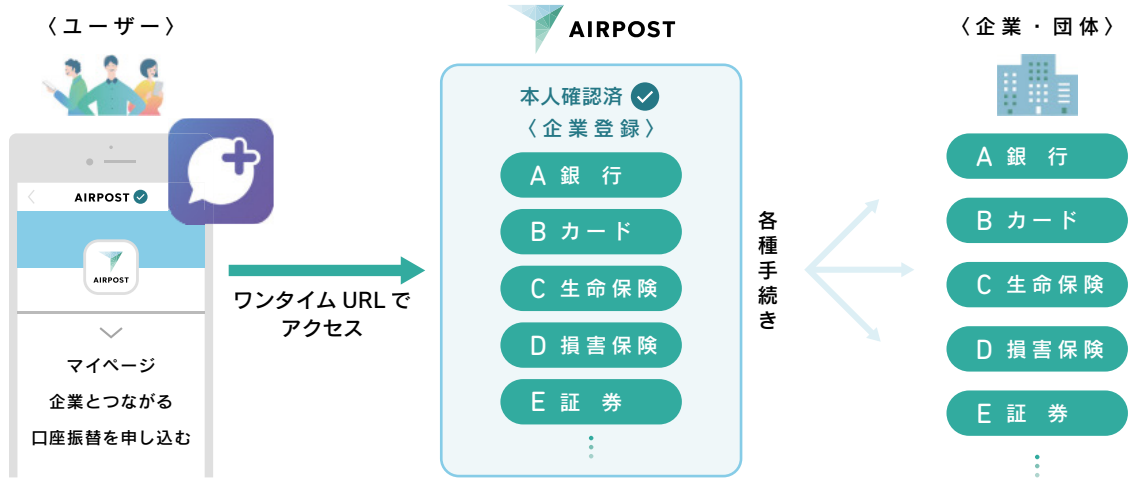 〈ユーザー〉
AIRPOST
マイページ
企業とつながる
口座振替を申し込む
AIRPOST
ワンタイム URL で
アクセス
AIRPOST
本人確認済
〈企業登録〉
A 銀 行
B カード
C 生命保険
D 損害保険
E 証 券
各種手続き
〈企業・団体〉
A 銀 行
B カード
C 生命保険
D 損害保険
E 証 券